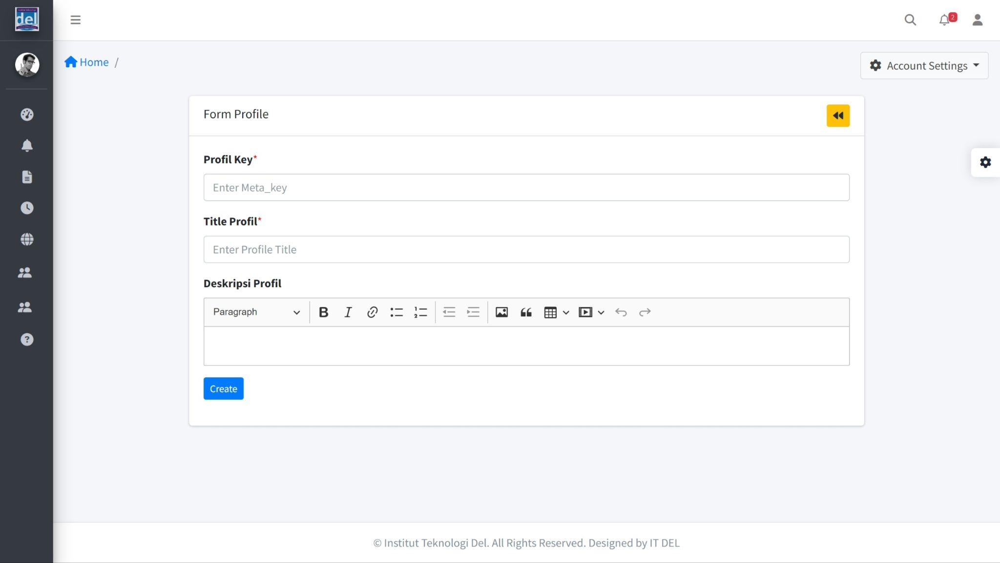 del
2
Home /
Account Settings
Form Profile
Profil Key*
Enter Meta_key
Title Profil*
Enter Profile Title
Deskripsi Profil
Paragraph
Create
© Institut Teknologi Del. All Rights Reserved. Designed by IT DEL